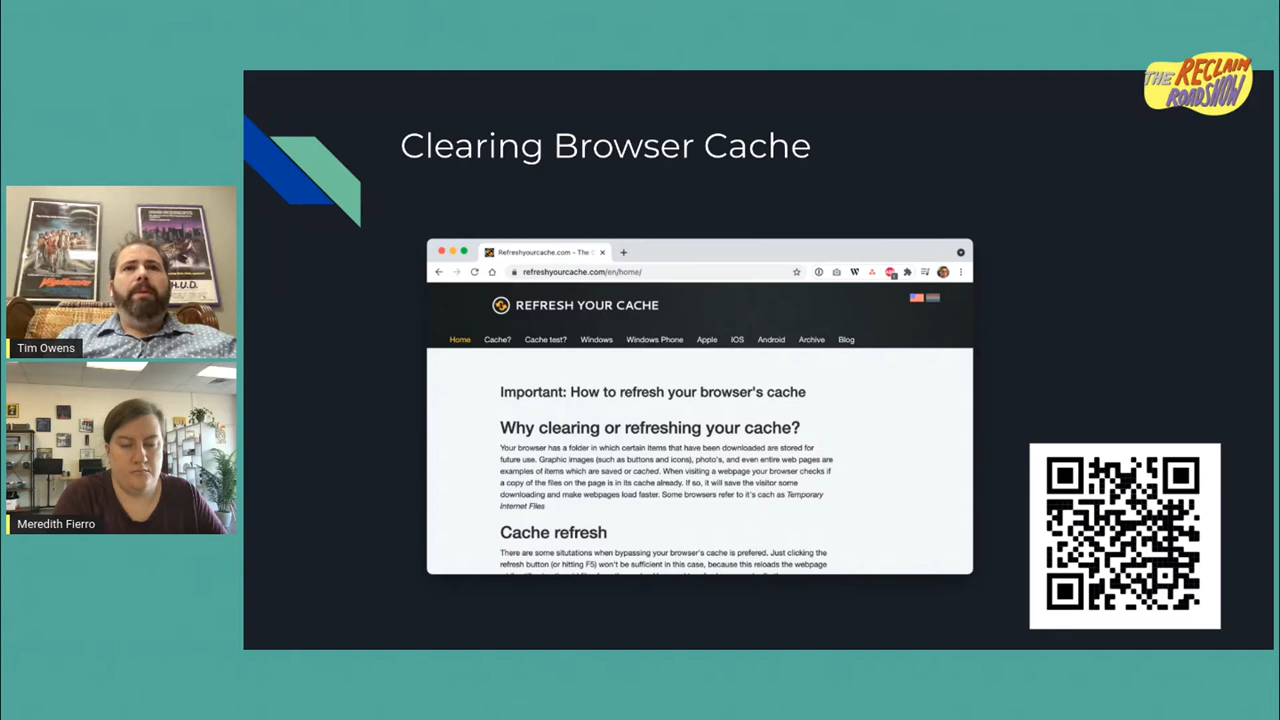 THE RECLAIM
ROADSHOW
Clearing Browser Cache
Refreshyourcache.com - The C
refreshyourcache.com/en/home/
REFRESH YOUR CACHE
Home Cache? Cache test? Windows Windows Phone Apple IOS Android Archive Blog
Important: How to refresh your browser's cache
Why clearing or refreshing your cache?
Your browser has a folder in which certain items that have been downloaded are stored for
future use. Graphic images (such as buttons and icons), photo's, and even entire web pages are
examples of items which are saved or cached. When visiting a webpage your browser checks if
a copy of the files on the page is in its cache already. If so, it will save the visitor some
downloading and make webpages load faster. Some browsers refer to it's cach as Temporary
Internet Files
Cache refresh
There are some situtations when bypassing your browser's cache is prefered. Just clicking the
refresh button (or hitting F5) won't be sufficient in this case, because this reloads the webpage
Tim Owens
Meredith Fierro